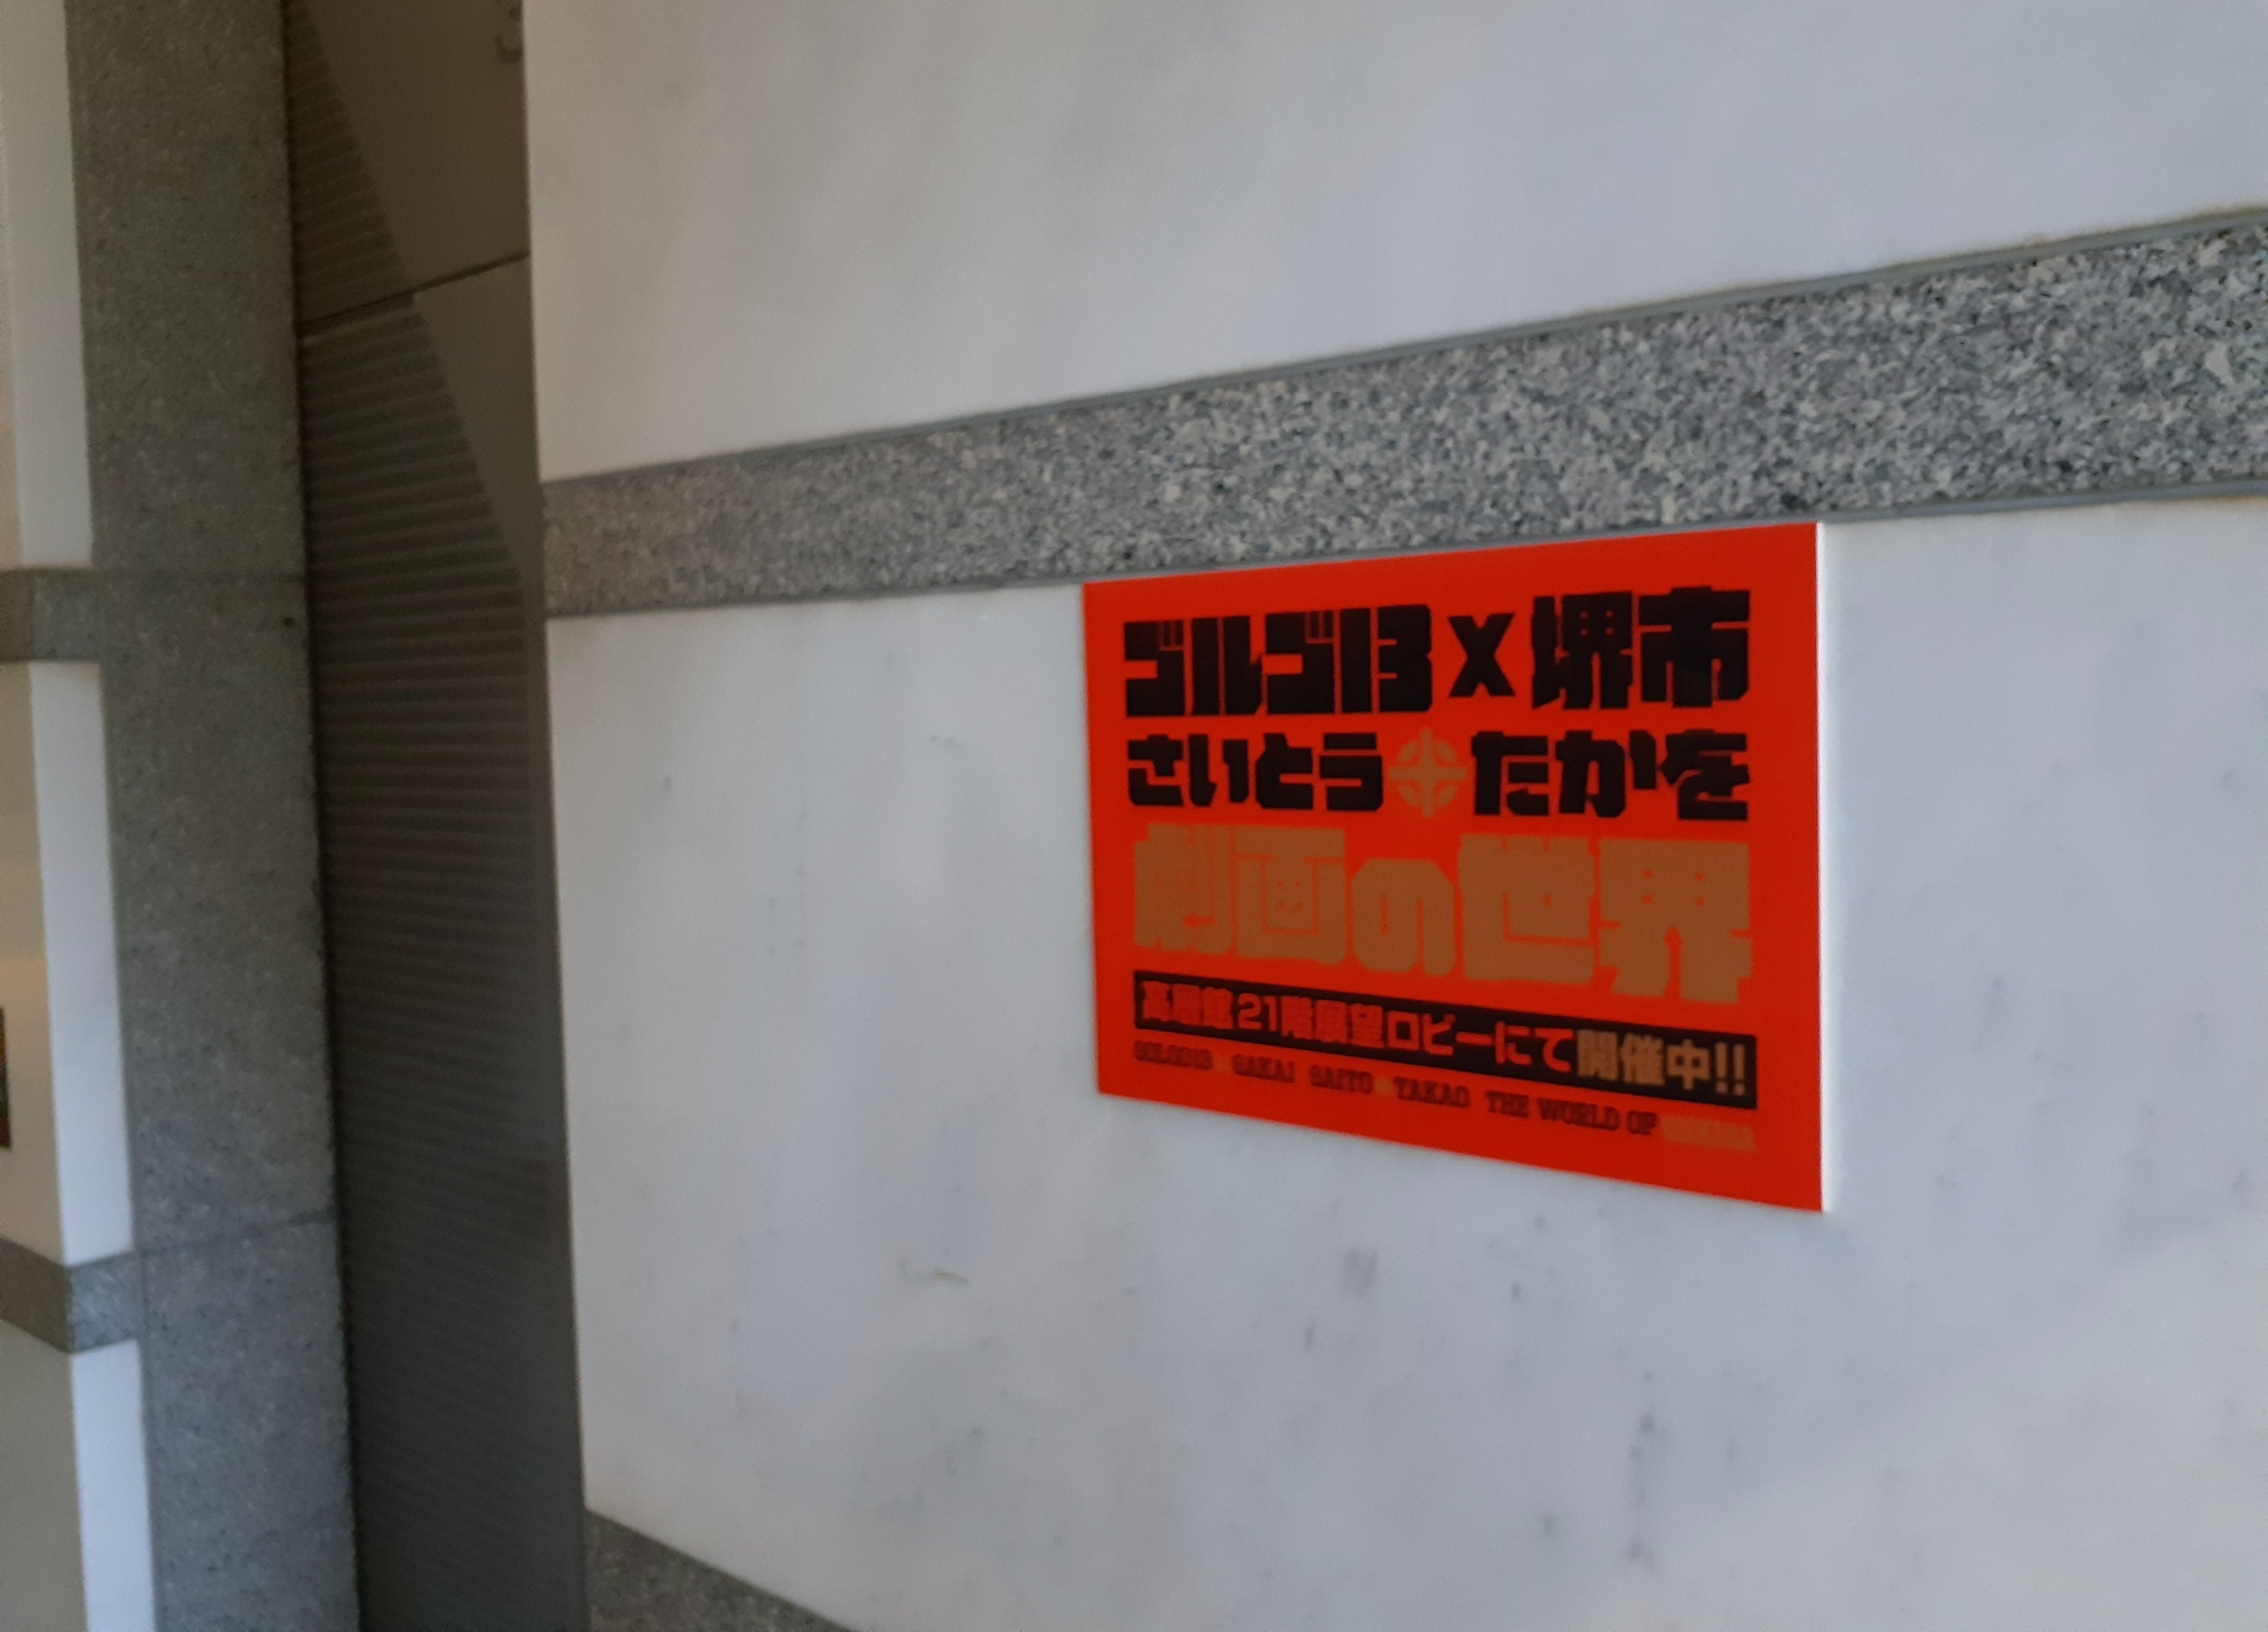 ゴルゴ13×堺市
さいとう たかを
劇画の世界
高層館21階展望ロビーにて開催中!!
GOLGO13 SAKAI SAITO TAKAO THE WORLD OF